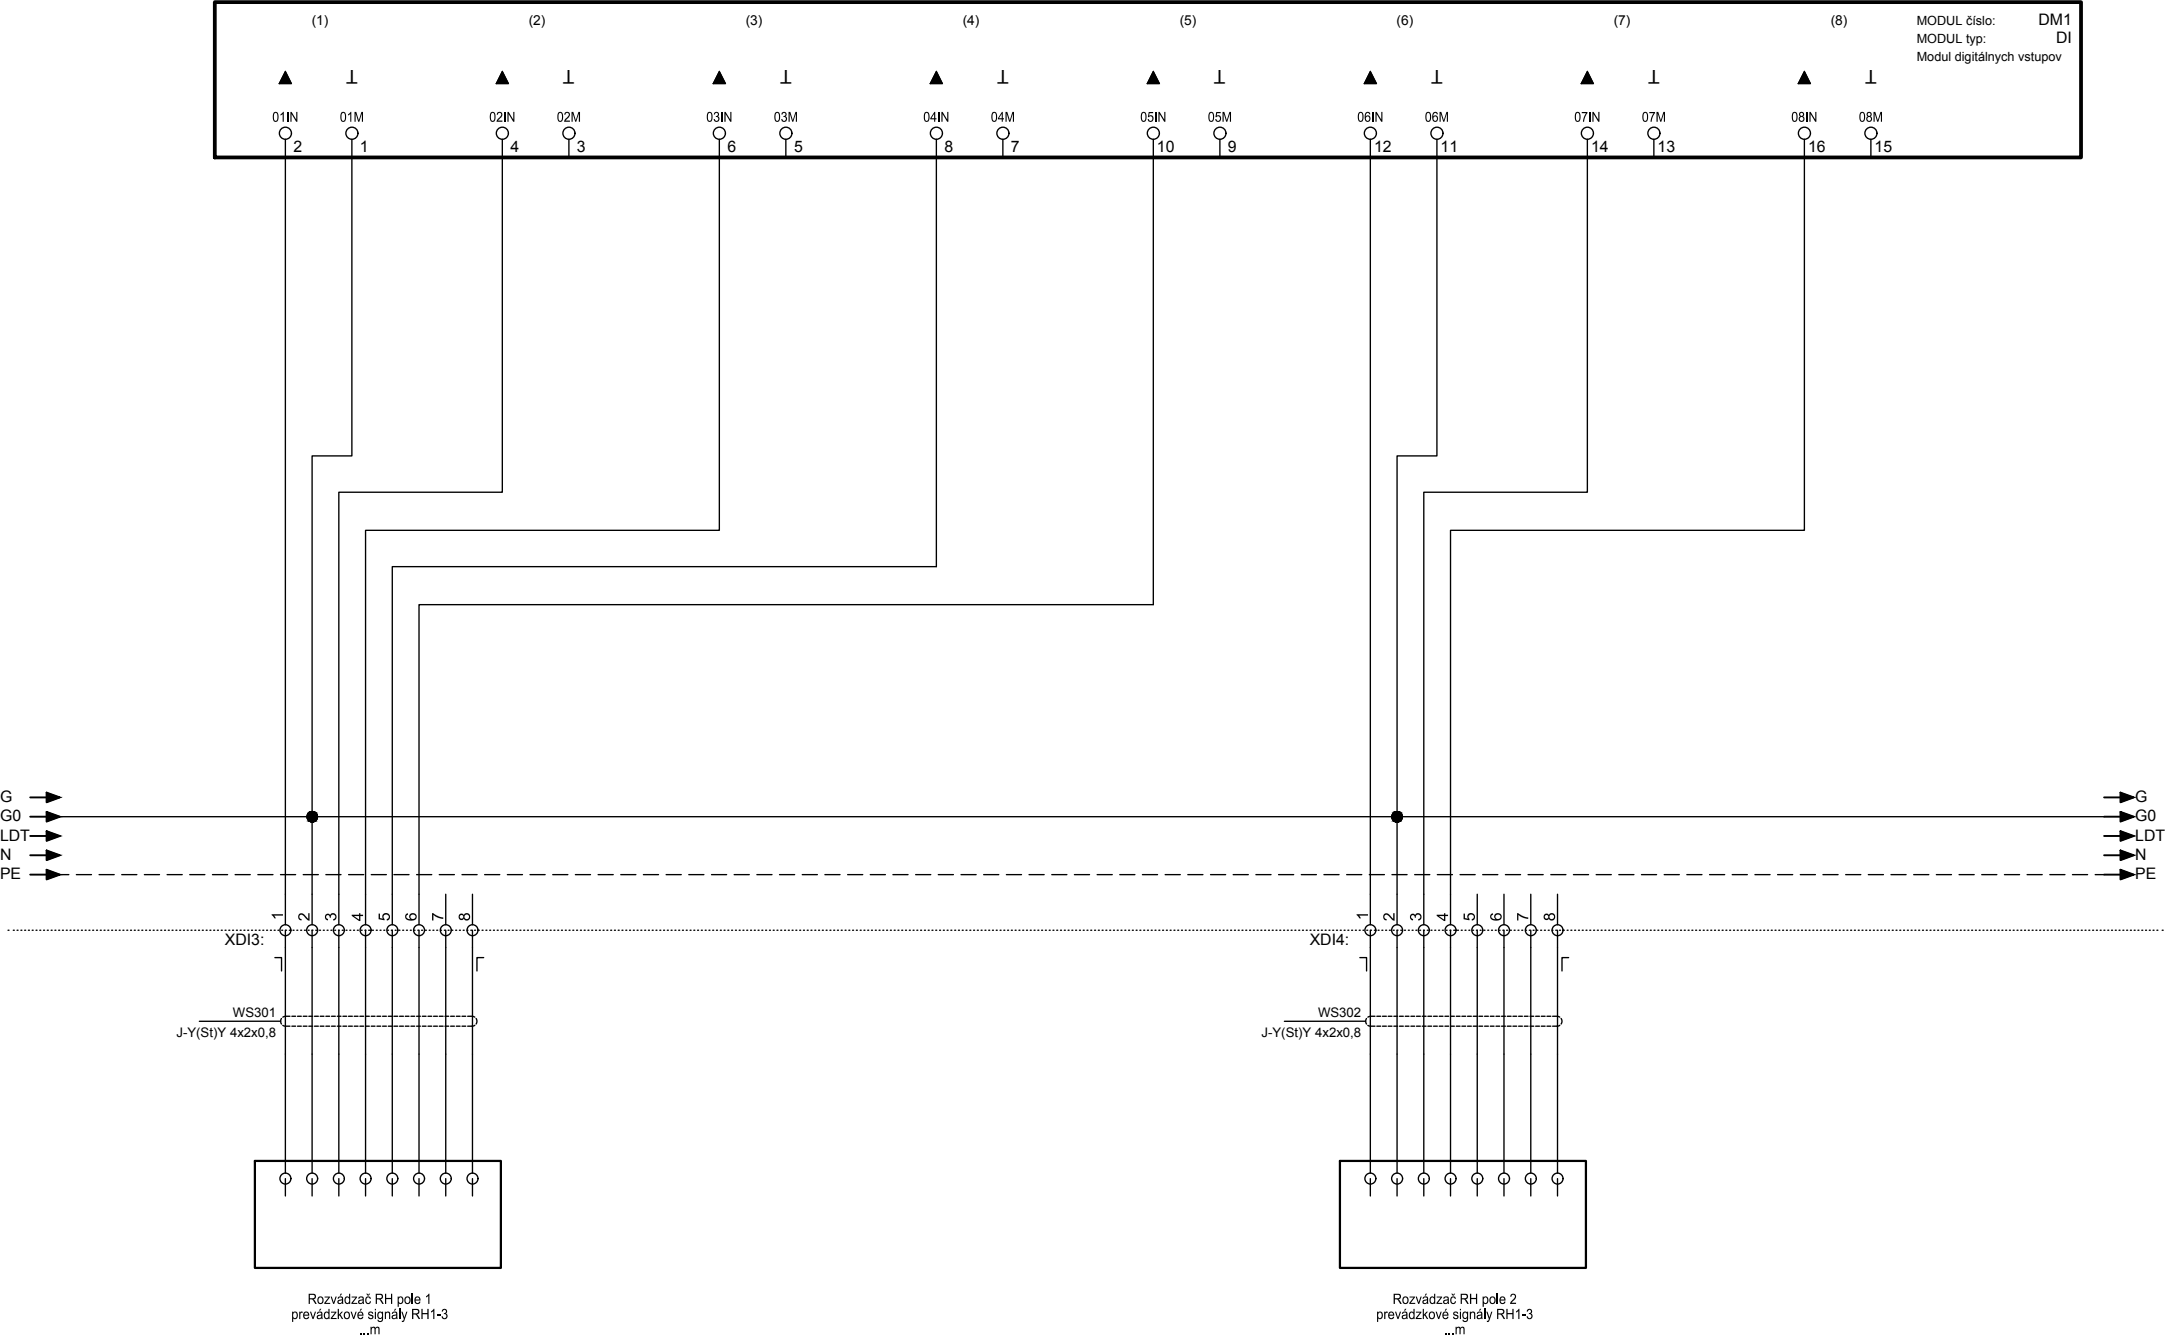 (1) (2) (3) (4) (5) (6) (7) (8)
MODUL číslo: DM1
MODUL typ: DI
Modul digitálnych vstupov
01IN 01M 02IN 02M 03IN 03M 04IN 04M 05IN 05M 06IN 06M 07IN 07M 08IN 08M
2 1 4 3 6 5 8 7 10 9 12 11 14 13 16 15
G G
G0 G0
LDT LDT
N N
PE PE
1 2 3 4 5 6 7 8 1 2 3 4 5 6 7 8
XDI3: XDI4:
WS301 WS302
J-Y(St)Y 4x2x0,8 J-Y(St)Y 4x2x0,8
Rozvádzač RH pole 1
prevádzkové signály RH1-3
...m
Rozvádzač RH pole 2
prevádzkové signály RH1-3
...m